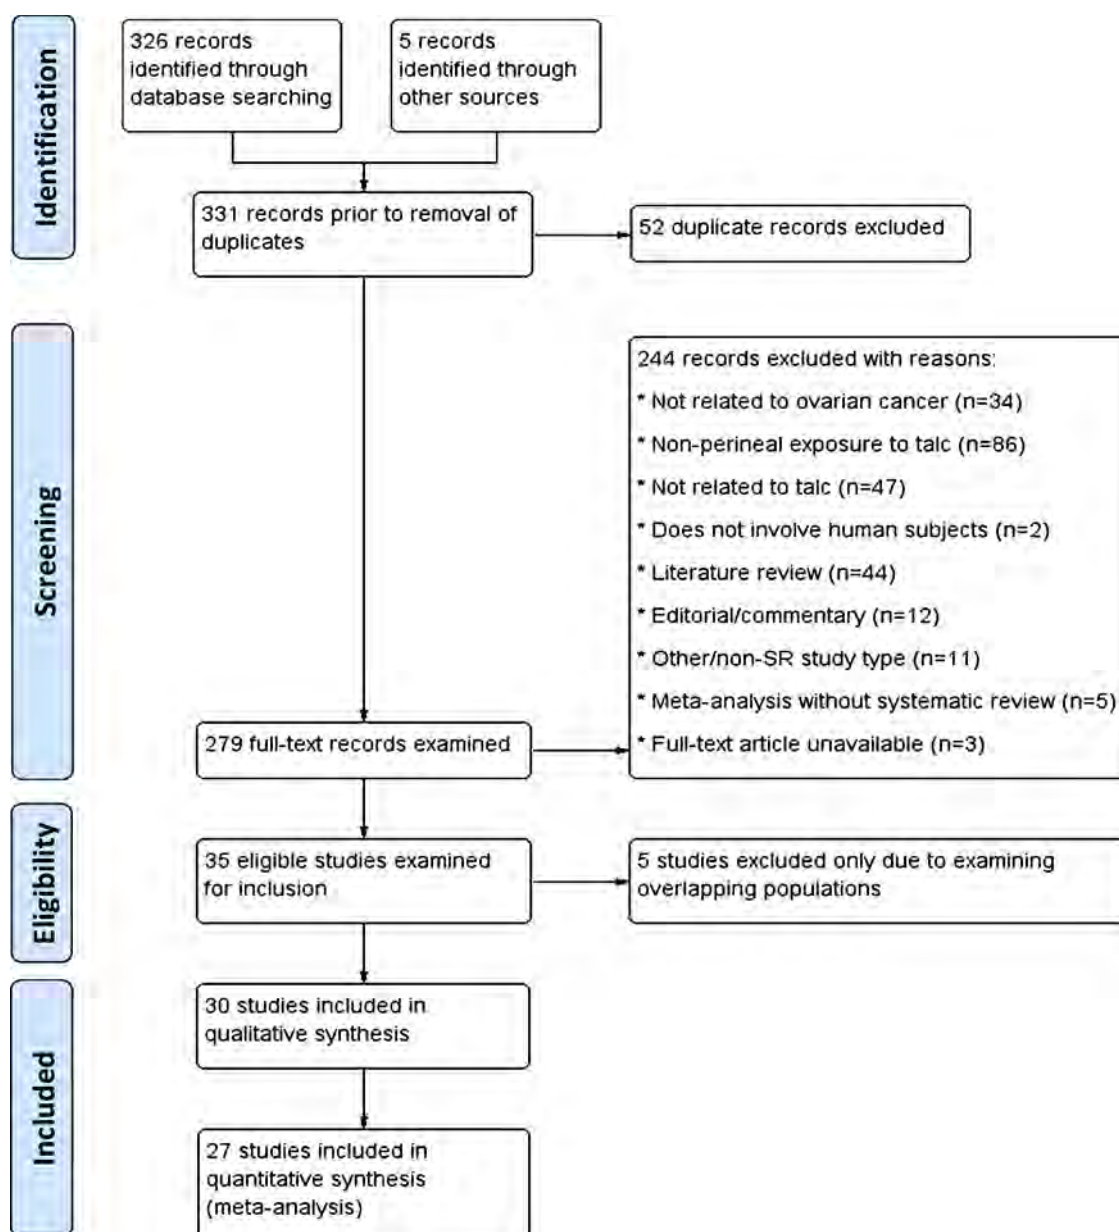 Identification
326 records
identified through
database searching
5 records
identified through
other sources
331 records prior to removal of
duplicates
52 duplicate records excluded
Screening
244 records excluded with reasons:
* Not related to ovarian cancer (n=34)
* Non-perineal exposure to talc (n=86)
* Not related to talc (n=47)
* Does not involve human subjects (n=2)
* Literature review (n=44)
* Editorial/commentary (n=12)
* Other/non-SR study type (n=11)
* Meta-analysis without systematic review (n=5)
* Full-text article unavailable (n=3)
279 full-text records examined
Eligibility
35 eligible studies examined
for inclusion
5 studies excluded only due to examining
overlapping populations
Included
30 studies included in
qualitative synthesis
27 studies included in
quantitative synthesis
(meta-analysis)